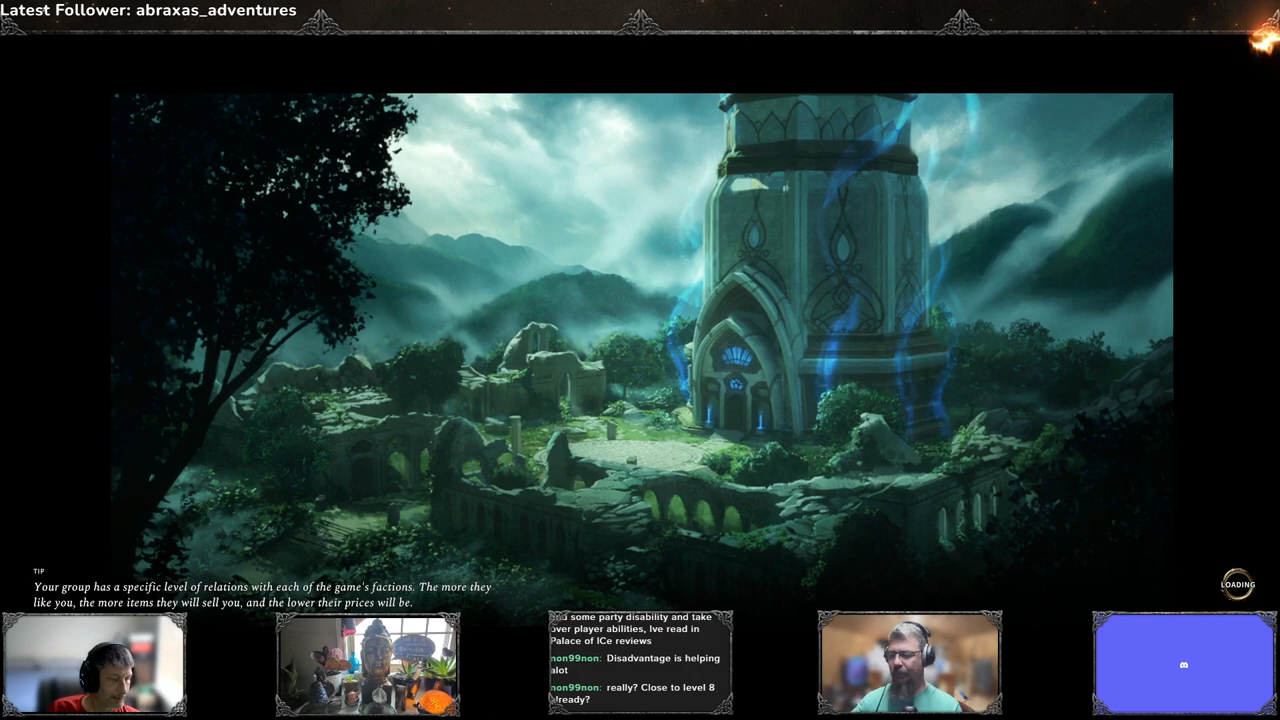 Latest Follower: abraxas_adventures
TIP
Your group has a specific level of relations with each of the game's factions. The more they
like you, the more items they will sell you, and the lower their prices will be.
LOADING
and some party disability and take
over player abilities, Ive read in
Palace of ICe reviews
non99non: Disadvantage is helping
alot
non99non: really? Close to level 8
already?